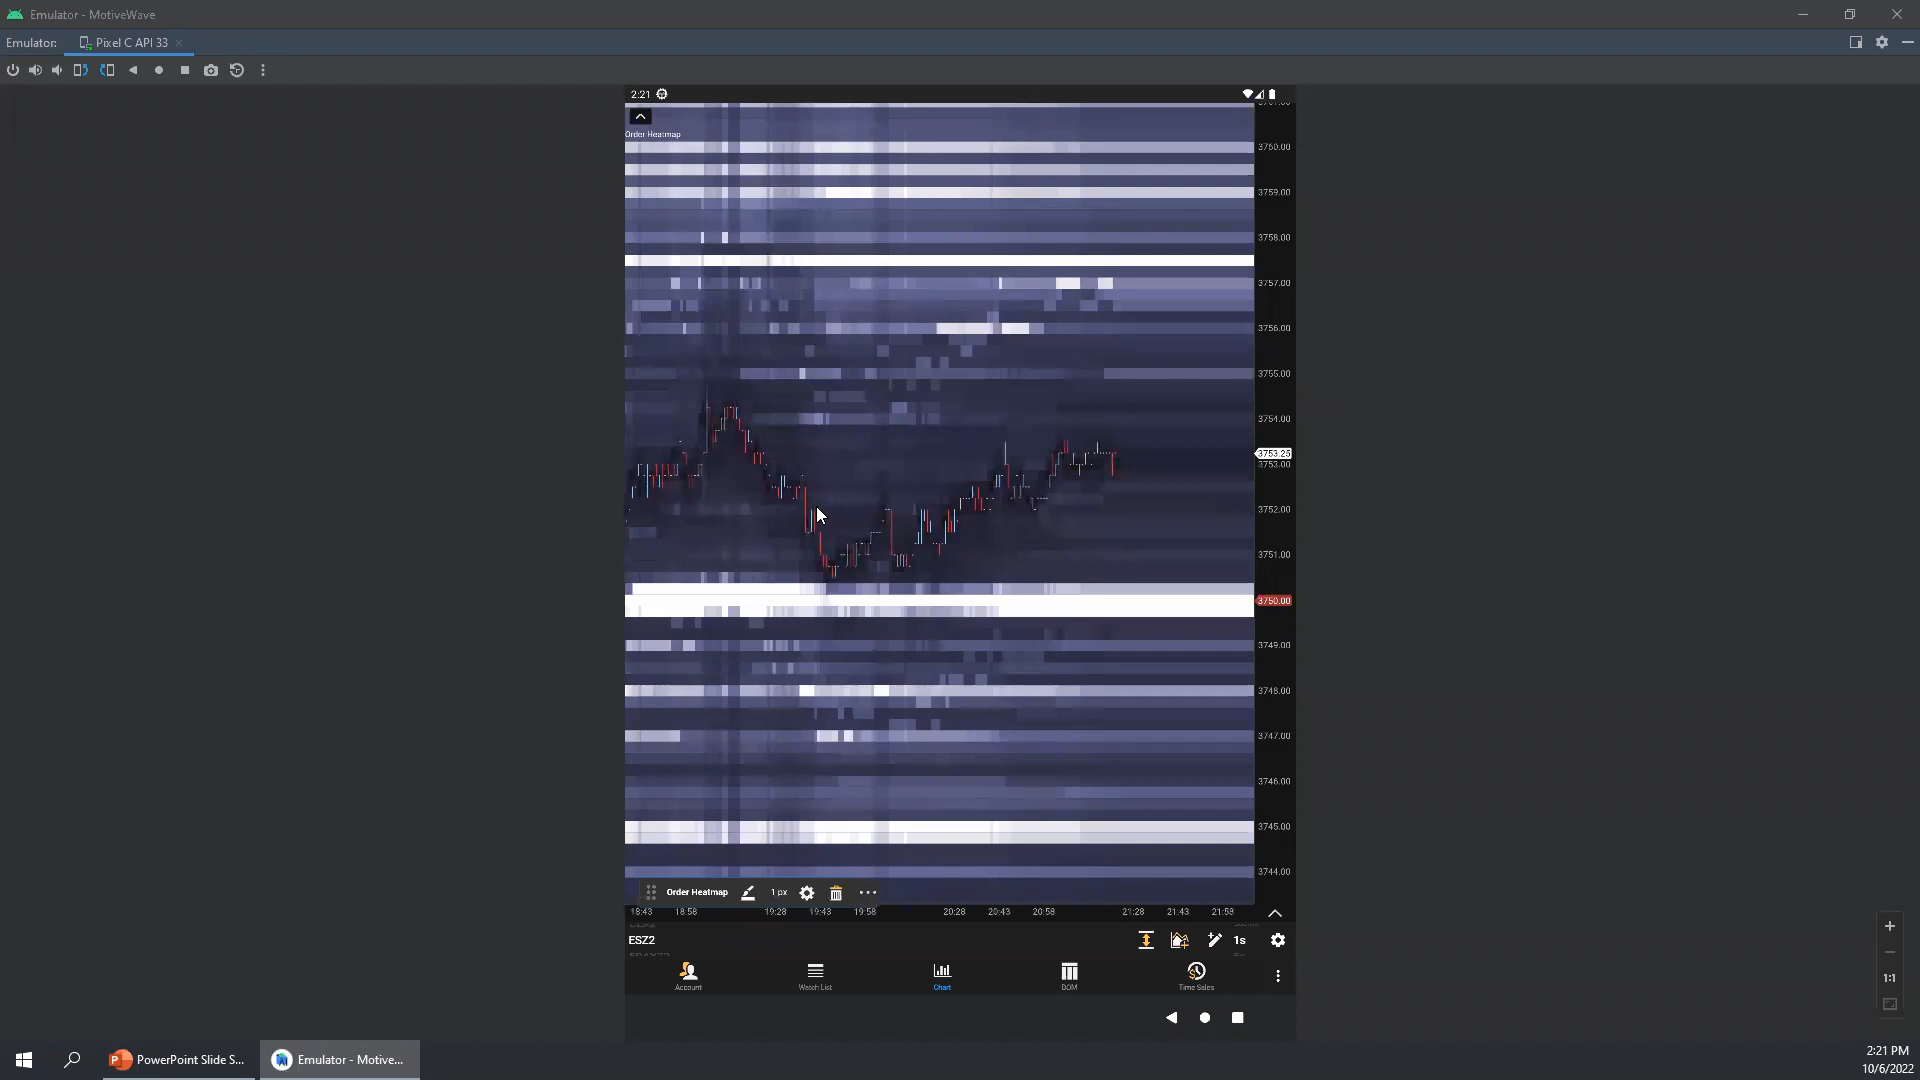 Emulator - MotiveWave
Emulator:
Pixel C API 33
2:21
Order Heatmap
3760.00
3759.00
3758.00
3757.00
3756.00
3755.00
3754.00
3753.25
3753.00
3752.00
3751.00
3750.00
3749.00
3748.00
3747.00
3746.00
3745.00
3744.00
Order Heatmap
1 px
18:43
18:58
19:28
19:43
19:58
20:28
20:43
20:58
21:28
21:43
21:58
ESZ2
1s
Account
Watch List
Chart
DOM
Time Sales
1:1
PowerPoint Slide S...
Emulator - Motive...
2:21 PM
10/6/2022